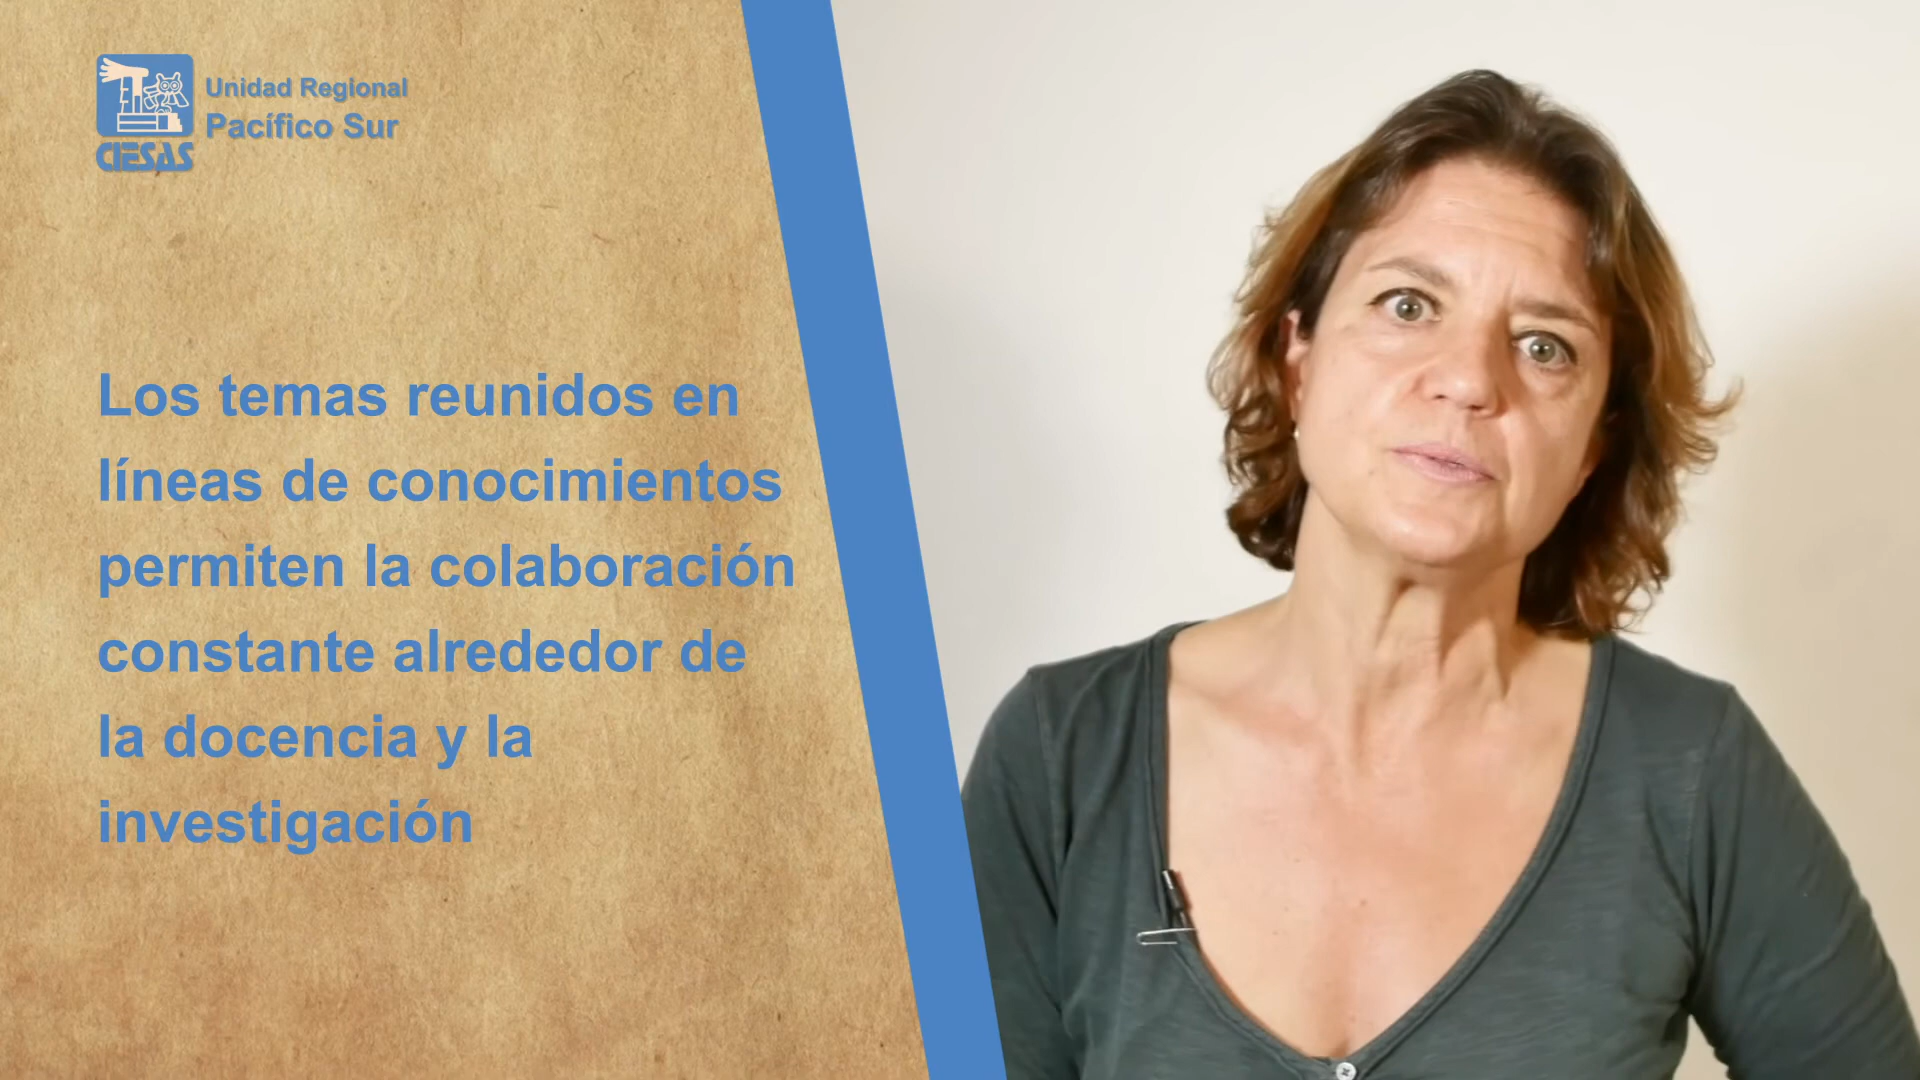 Unidad Regional
Pacífico Sur
CIESAS
Los temas reunidos en
líneas de conocimientos
permiten la colaboración
constante alrededor de
la docencia y la
investigación